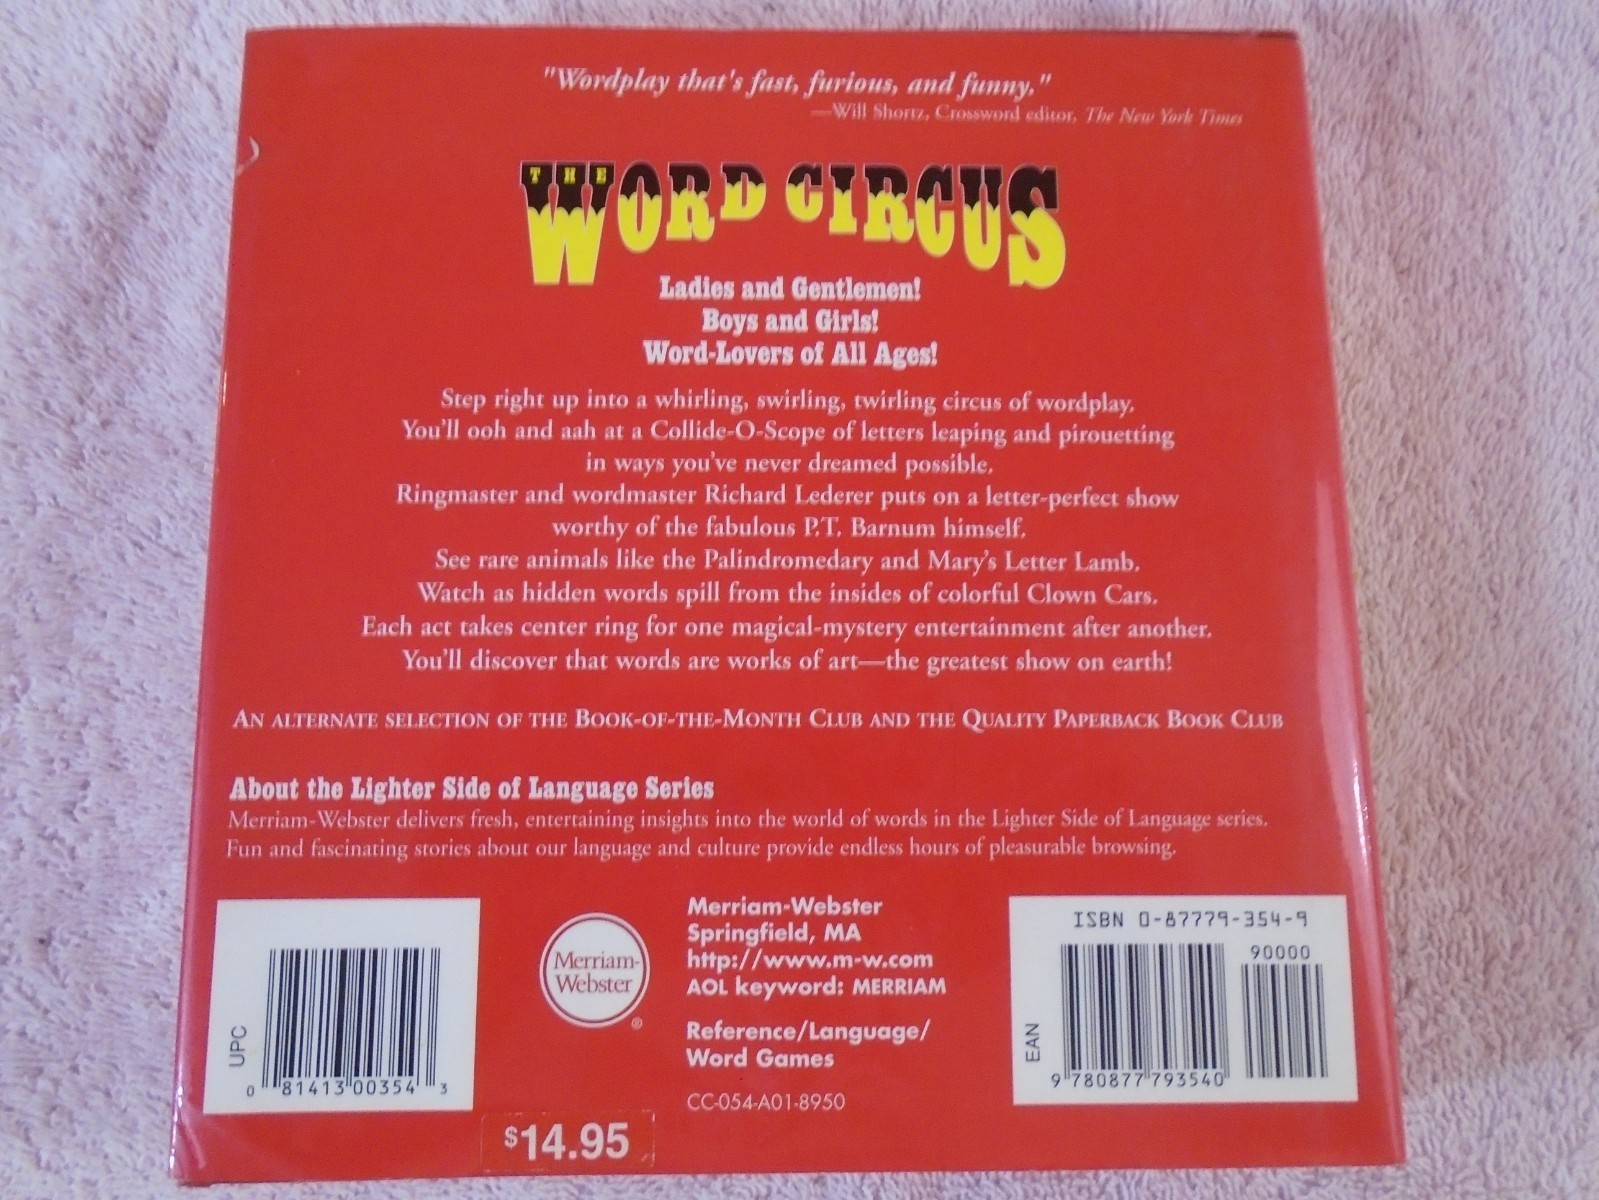 "Wordplay that's fast, furious, and funny."
—Will Shortz, Crossword editor, The New York Times
THE WORD CIRCUS
Ladies and Gentlemen!
Boys and Girls!
Word-Lovers of All Ages!
Step right up into a whirling, swirling, twirling circus of wordplay.
You'll ooh and aah at a Collide-O-Scope of letters leaping and pirouetting
in ways you've never dreamed possible.
Ringmaster and wordmaster Richard Lederer puts on a letter-perfect show
worthy of the fabulous P.T. Barnum himself.
See rare animals like the Palindromedary and Mary's Letter Lamb.
Watch as hidden words spill from the insides of colorful Clown Cars.
Each act takes center ring for one magical-mystery entertainment after another.
You'll discover that words are works of art—the greatest show on earth!
AN ALTERNATE SELECTION OF THE BOOK-OF-THE-MONTH CLUB AND THE QUALITY PAPERBACK BOOK CLUB
About the Lighter Side of Language Series
Merriam-Webster delivers fresh, entertaining insights into the world of words in the Lighter Side of Language series.
Fun and fascinating stories about our language and culture provide endless hours of pleasurable browsing.
UPC
0 81413 00354 3
Merriam-
Webster
®
Merriam-Webster
Springfield, MA
http://www.m-w.com
AOL keyword: MERRIAM
Reference/Language/
Word Games
CC-054-A01-8950
ISBN 0-87779-354-9
90000
EAN
9 780877 793540
$14.95